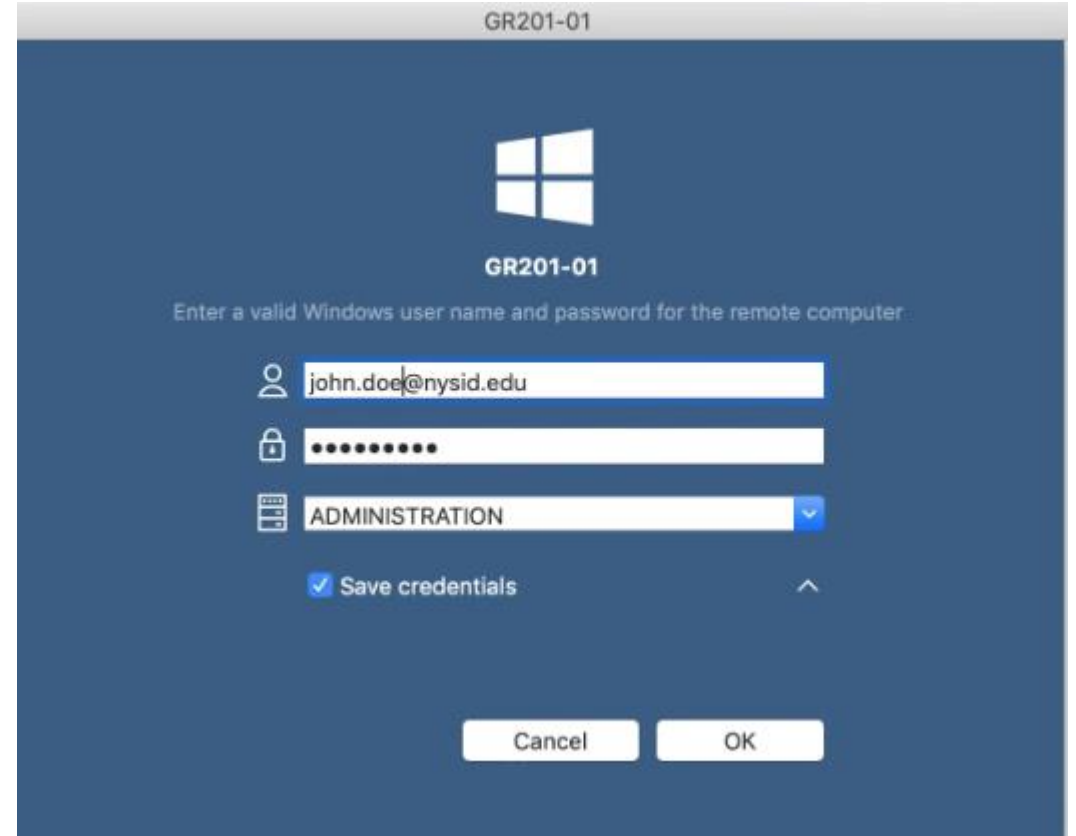 GR201-01
GR201-01
Enter a valid Windows user name and password for the remote computer
john.doe@nysid.edu
•••••••••
ADMINISTRATION
Save credentials
Cancel OK